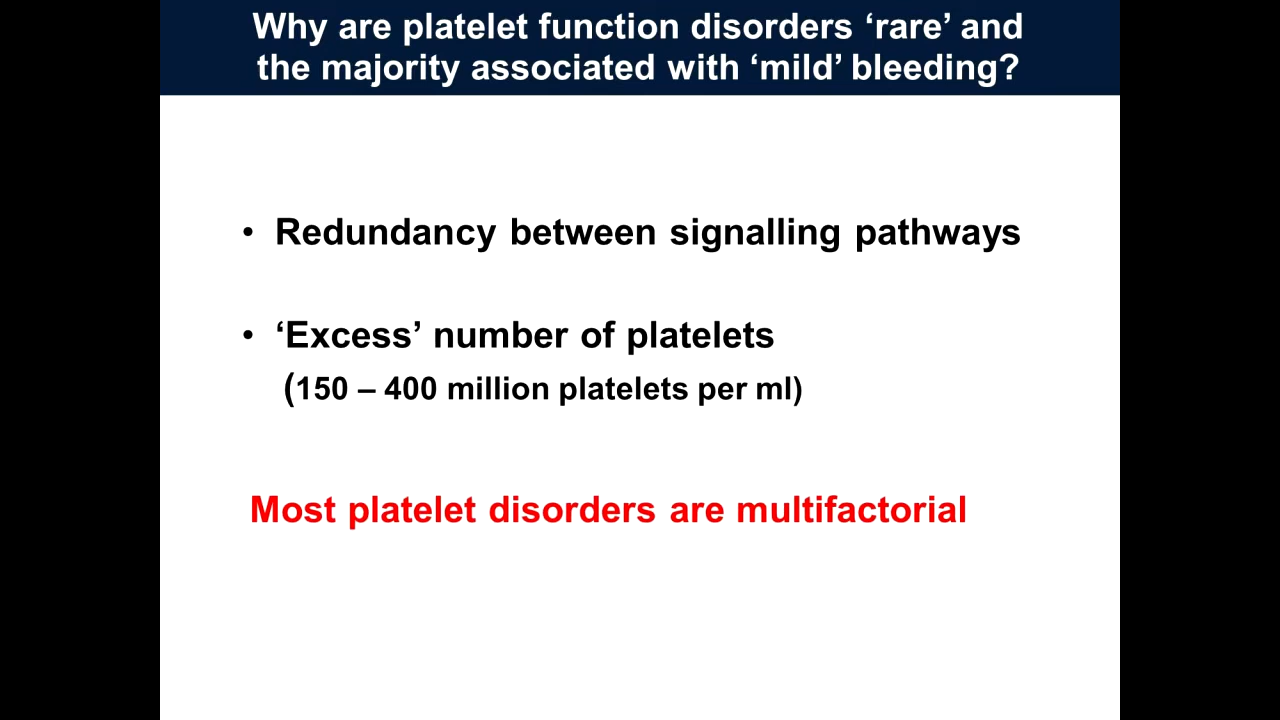 Why are platelet function disorders ‘rare’ and
the majority associated with ‘mild’ bleeding?
• Redundancy between signalling pathways
• ‘Excess’ number of platelets
(150 – 400 million platelets per ml)
Most platelet disorders are multifactorial